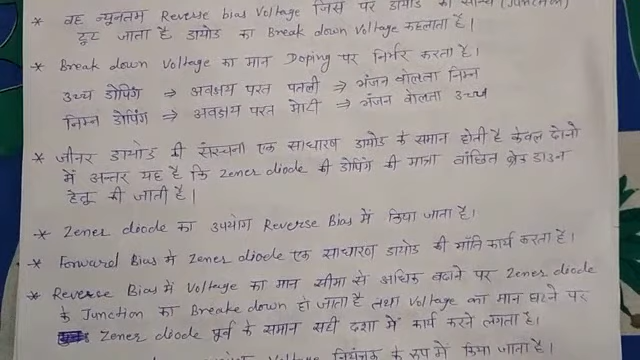 * वह न्यूनतम Reverse bias Voltage जिस पर डायोड की सन्धि (Junction)
टूट जाता है डायोड का Break down Voltage कहलाता है।
* Break down Voltage का मान Doping पर निर्भर करता है।
उच्च डोपिंग ⇒ अवक्षय परत पतली ⇒ भंजन वोल्टता निम्न
निम्न डोपिंग ⇒ अवक्षय परत मोटी ⇒ भंजन वोल्टता उच्च
* जीनर डायोड की संरचना एक साधारण डायोड के समान होती है केवल दोनो
में अन्तर यह है कि Zener diode की डोपिंग की मात्रा वांछित ब्रेक डाउन
हेतु की जाती है।
* Zener diode का उपयोग Reverse Bias में किया जाता है।
* Forward Bias में Zener diode एक साधारण डायोड की भाँति कार्य करता है।
* Reverse Bias में Voltage का मान सीमा से अधिक बढाने पर Zener diode
के Junction का Breake down हो जाता है तथा Voltage का मान घटाने पर
Zener diode पूर्व के समान सही दशा में कार्य करने लगता है।
Voltage नियंत्रक के रूप में किया जाता है।